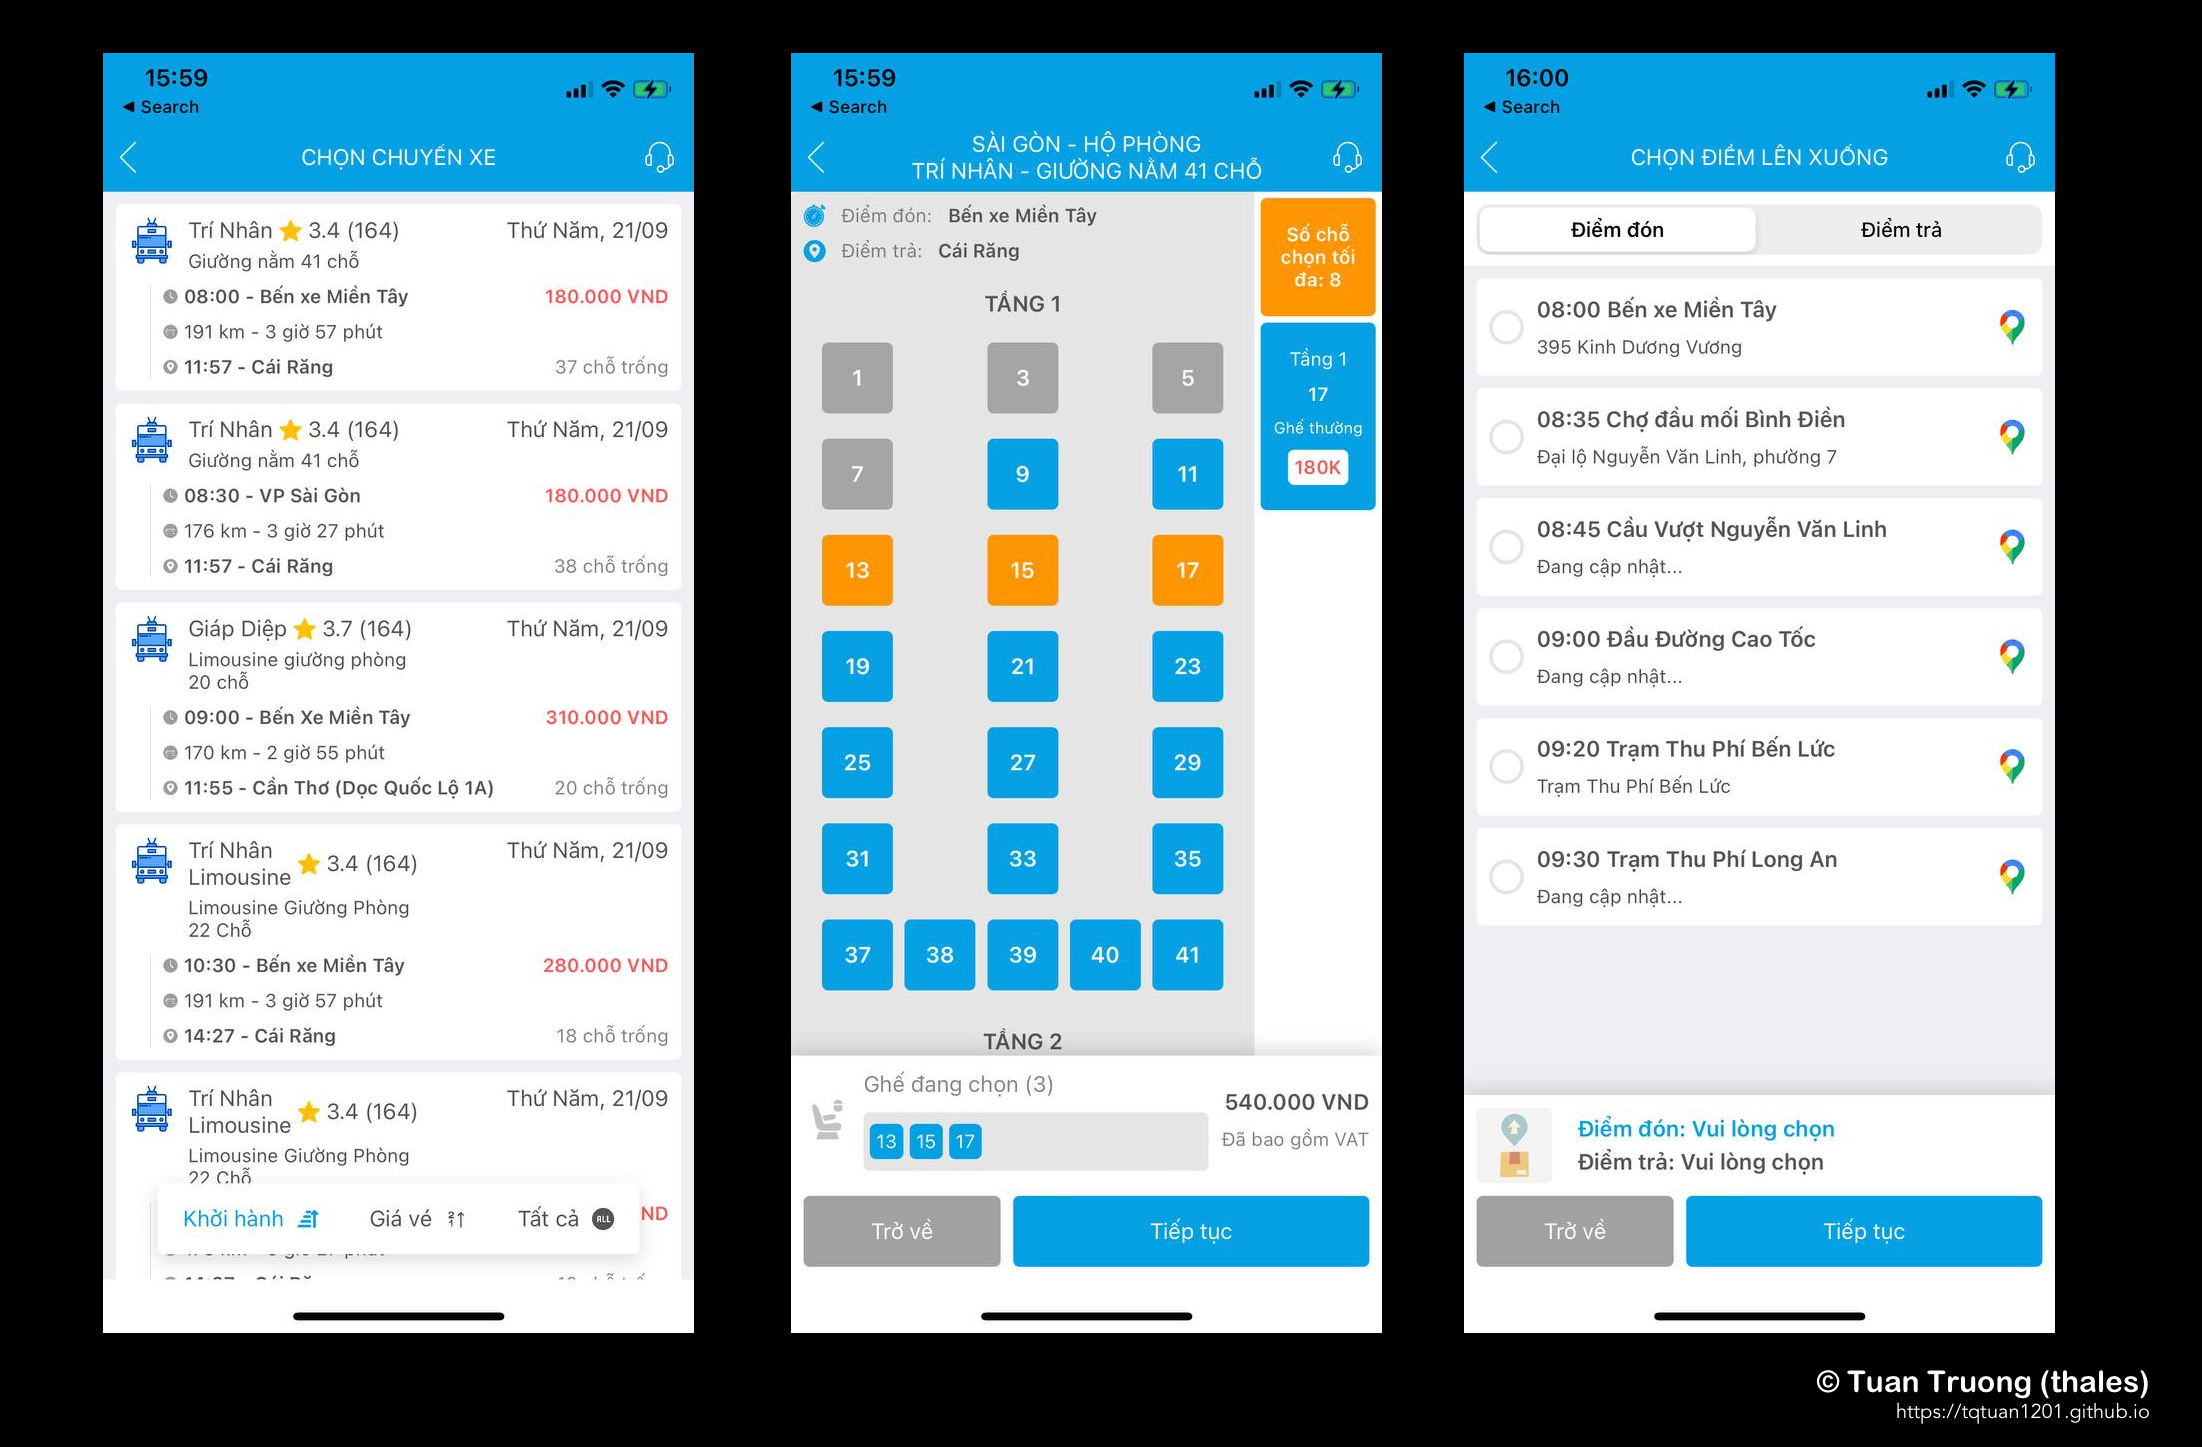 15:59
◀ Search
CHỌN CHUYẾN XE
Trí Nhân ⭐ 3.4 (164)
Thứ Năm, 21/09
Giường nằm 41 chỗ
08:00 - Bến xe Miền Tây
180.000 VND
191 km - 3 giờ 57 phút
11:57 - Cái Răng
37 chỗ trống
Trí Nhân ⭐ 3.4 (164)
Thứ Năm, 21/09
Giường nằm 41 chỗ
08:30 - VP Sài Gòn
180.000 VND
176 km - 3 giờ 27 phút
11:57 - Cái Răng
38 chỗ trống
Giáp Diệp ⭐ 3.7 (164)
Thứ Năm, 21/09
Limousine giường phòng
20 chỗ
09:00 - Bến Xe Miền Tây
310.000 VND
170 km - 2 giờ 55 phút
11:55 - Cần Thơ (Dọc Quốc Lộ 1A)
20 chỗ trống
Trí Nhân
Limousine
⭐ 3.4 (164)
Thứ Năm, 21/09
Limousine Giường Phòng
22 Chỗ
10:30 - Bến xe Miền Tây
280.000 VND
191 km - 3 giờ 57 phút
14:27 - Cái Răng
18 chỗ trống
Trí Nhân
Limousine
⭐ 3.4 (164)
Thứ Năm, 21/09
Limousine Giường Phòng
22 Chỗ
Khởi hành
Giá vé
Tất cả
ALL
ND
15:59
◀ Search
SÀI GÒN - HỘ PHÒNG
TRÍ NHÂN - GIƯỜNG NẰM 41 CHỖ
Điểm đón: Bến xe Miền Tây
Điểm trả: Cái Răng
Số chỗ
chọn tối
đa: 8
Tầng 1
17
Ghế thường
180K
TẦNG 1
1 3 5
7 9 11
13 15 17
19 21 23
25 27 29
31 33 35
37 38 39 40 41
TẦNG 2
Ghế đang chọn (3)
13 15 17
540.000 VND
Đã bao gồm VAT
Trở về
Tiếp tục
16:00
◀ Search
CHỌN ĐIỂM LÊN XUỐNG
Điểm đón
Điểm trả
08:00 Bến xe Miền Tây
395 Kinh Dương Vương
08:35 Chợ đầu mối Bình Điền
Đại lộ Nguyễn Văn Linh, phường 7
08:45 Cầu Vượt Nguyễn Văn Linh
Đang cập nhật...
09:00 Đầu Đường Cao Tốc
Đang cập nhật...
09:20 Trạm Thu Phí Bến Lức
Trạm Thu Phí Bến Lức
09:30 Trạm Thu Phí Long An
Đang cập nhật...
Điểm đón: Vui lòng chọn
Điểm trả: Vui lòng chọn
Trở về
Tiếp tục
© Tuan Truong (thales)
https://tqtuan1201.github.io